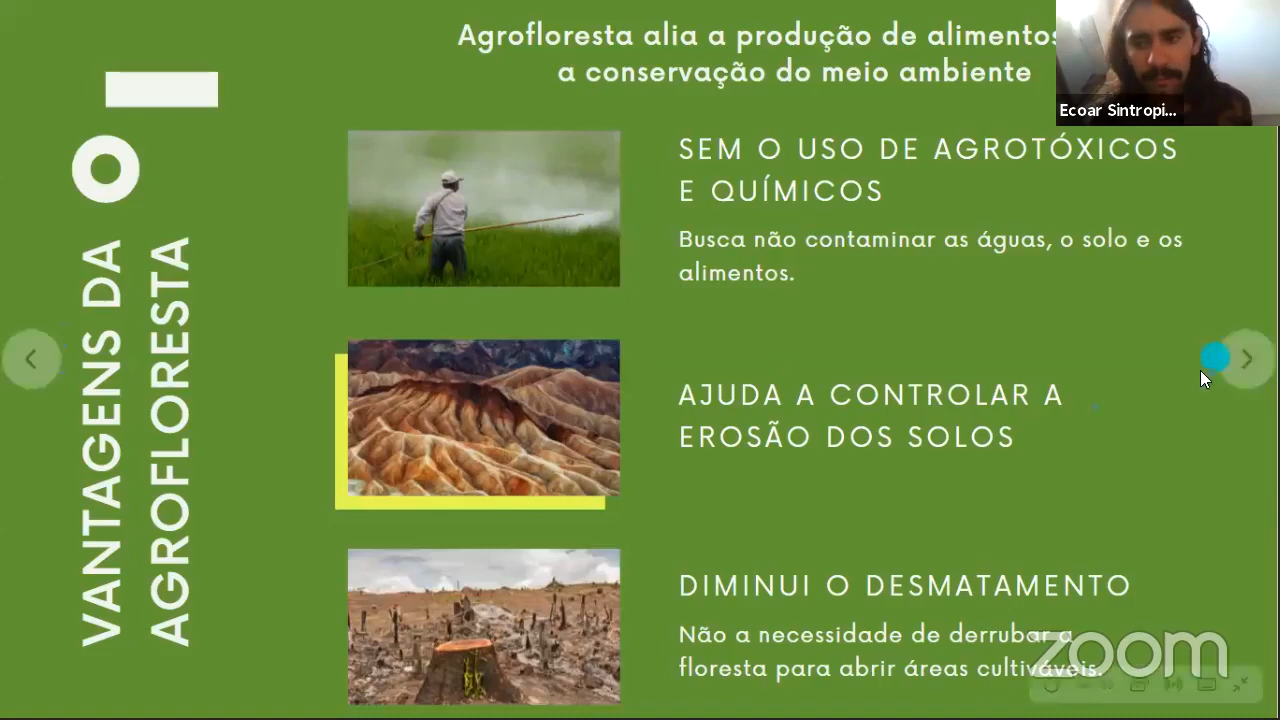 Agrofloresta alia a produção de alimentos
a conservação do meio ambiente
Ecoar Sintropi...
VANTAGENS DA
AGROFLORESTA
SEM O USO DE AGROTÓXICOS
E QUÍMICOS
Busca não contaminar as águas, o solo e os
alimentos.
AJUDA A CONTROLAR A
EROSÃO DOS SOLOS
DIMINUI O DESMATAMENTO
Não a necessidade de derrubar a
floresta para abrir áreas cultiváveis.
zoom